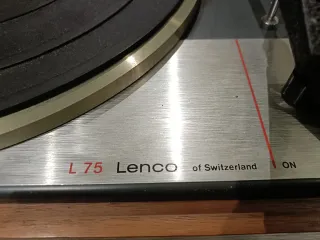 L 75 Lenco of Switzerland ON